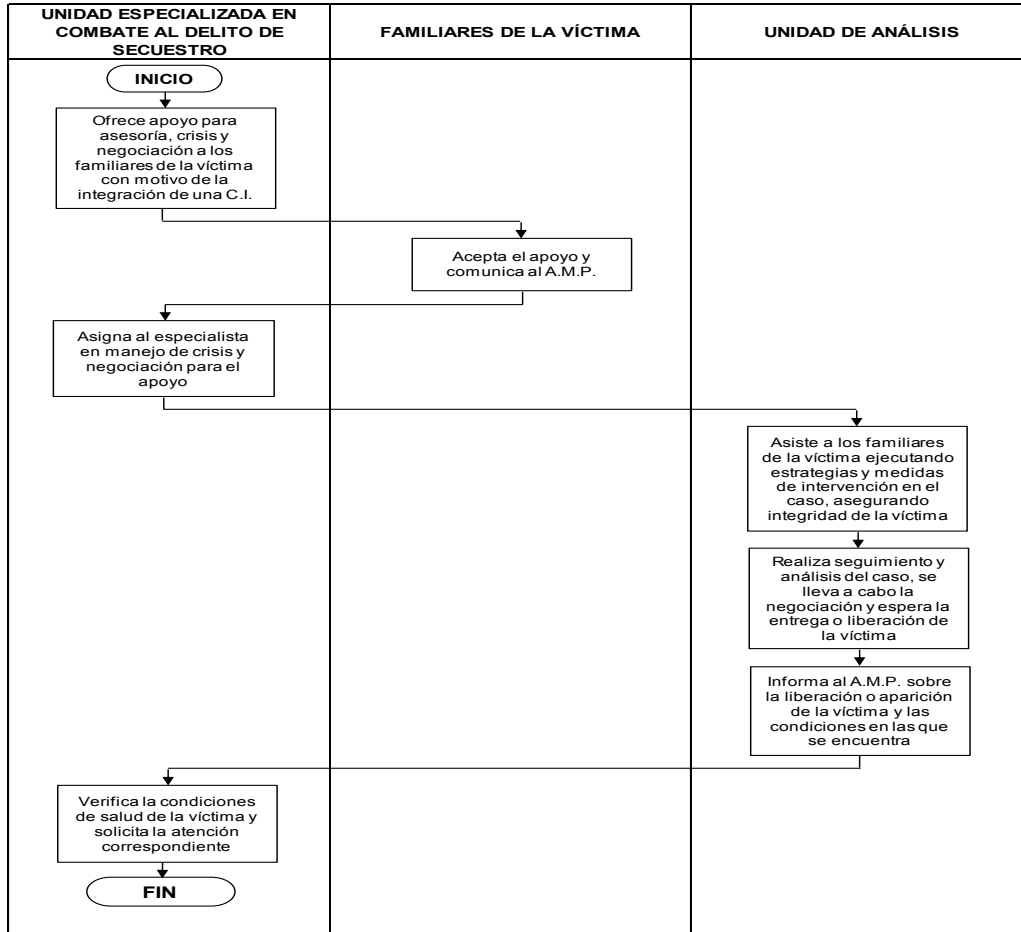 UNIDAD ESPECIALIZADA EN
COMBATE AL DELITO DE
SECUESTRO
FAMILIARES DE LA VÍCTIMA
UNIDAD DE ANÁLISIS
INICIO
Ofrece apoyo para
asesoría, crisis y
negociación a los
familiares de la víctima
con motivo de la
integración de una C.I.
Acepta el apoyo y
comunica al A.M.P.
Asigna al especialista
en manejo de crisis y
negociación para el
apoyo
Asiste a los familiares
de la víctima ejecutando
estrategias y medidas
de intervención en el
caso, asegurando
integridad de la víctima
Realiza seguimiento y
análisis del caso, se
lleva a cabo la
negociación y espera la
entrega o liberación de
la víctima
Informa al A.M.P. sobre
la liberación o aparición
de la víctima y las
condiciones en las que
se encuentra
Verifica la condiciones
de salud de la víctima y
solicita la atención
correspondiente
FIN